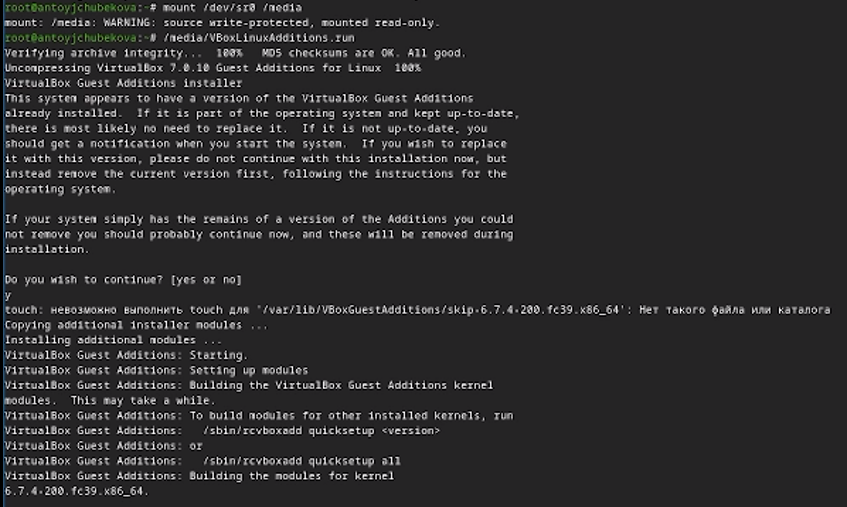 root@antoyjchubekova:~# mount /dev/sr0 /media
mount: /media: WARNING: source write-protected, mounted read-only.
root@antoyjchubekova:~# /media/VBoxLinuxAdditions.run
Verifying archive integrity...  100%   MD5 checksums are OK. All good.
Uncompressing VirtualBox 7.0.10 Guest Additions for Linux  100%
VirtualBox Guest Additions installer
This system appears to have a version of the VirtualBox Guest Additions
already installed.  If it is part of the operating system and kept up-to-date,
there is most likely no need to replace it.  If it is not up-to-date, you
should get a notification when you start the system.  If you wish to replace
it with this version, please do not continue with this installation now, but
instead remove the current version first, following the instructions for the
operating system.

If your system simply has the remains of a version of the Additions you could
not remove you should probably continue now, and these will be removed during
installation.

Do you wish to continue? [yes or no]
y
touch: невозможно выполнить touch для '/var/lib/VBoxGuestAdditions/skip-6.7.4-200.fc39.x86_64': Нет такого файла или каталога
Copying additional installer modules ...
Installing additional modules ...
VirtualBox Guest Additions: Starting.
VirtualBox Guest Additions: Setting up modules
VirtualBox Guest Additions: Building the VirtualBox Guest Additions kernel
modules.  This may take a while.
VirtualBox Guest Additions: To build modules for other installed kernels, run
VirtualBox Guest Additions:   /sbin/rcvboxadd quicksetup <version>
VirtualBox Guest Additions: or
VirtualBox Guest Additions:   /sbin/rcvboxadd quicksetup all
VirtualBox Guest Additions: Building the modules for kernel
6.7.4-200.fc39.x86_64.